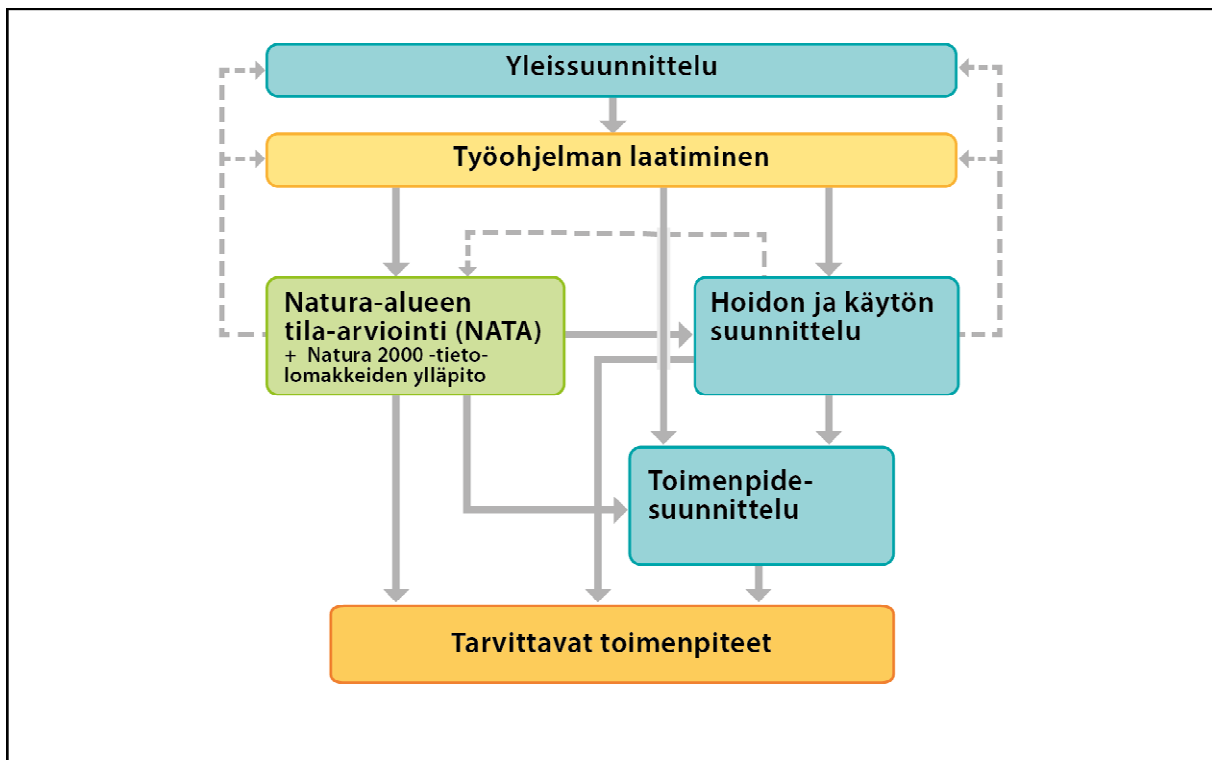 Yleissuunnittelu
Työohjelman laatiminen
Natura-alueen
tila-arviointi (NATA)
+ Natura 2000 -tieto-
lomakkeiden ylläpito
Hoidon ja käytön
suunnittelu
Toimenpide-
suunnittelu
Tarvittavat toimenpiteet